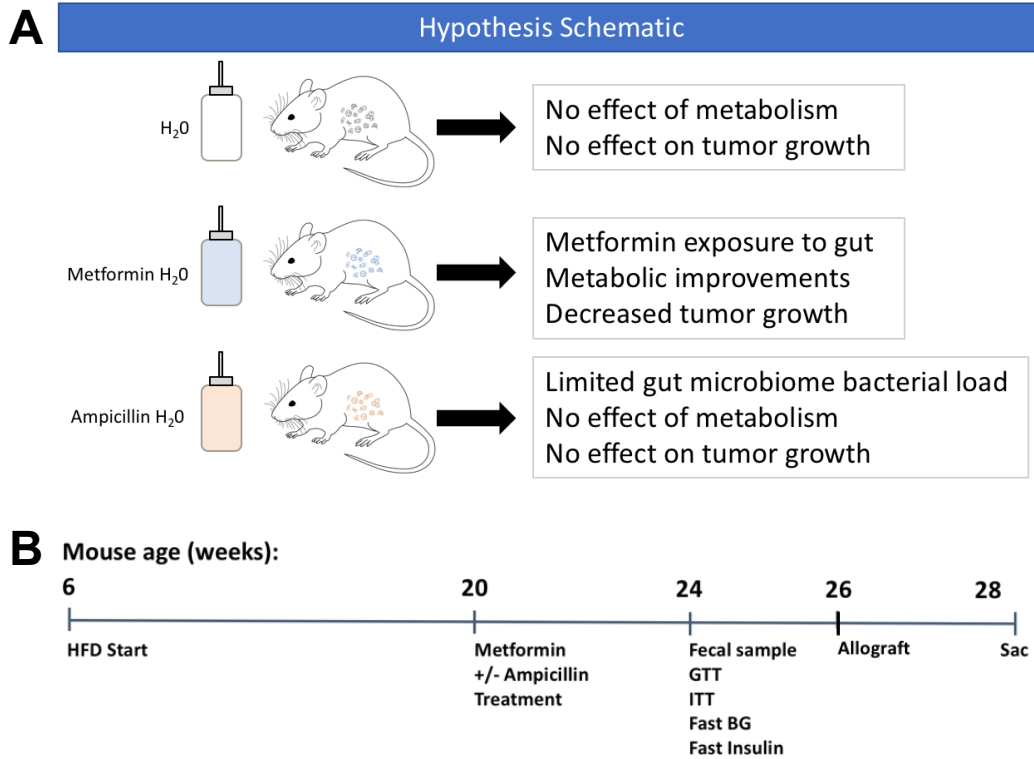 A
Hypothesis Schematic
H20
No effect of metabolism
No effect on tumor growth
Metformin H20
Metformin exposure to gut
Metabolic improvements
Decreased tumor growth
Ampicillin H20
Limited gut microbiome bacterial load
No effect of metabolism
No effect on tumor growth
B
Mouse age (weeks):
6
20
24
26
28
HFD Start
Metformin
+/- Ampicillin
Treatment
Fecal sample
GTT
ITT
Fast BG
Fast Insulin
Allograft
Sac